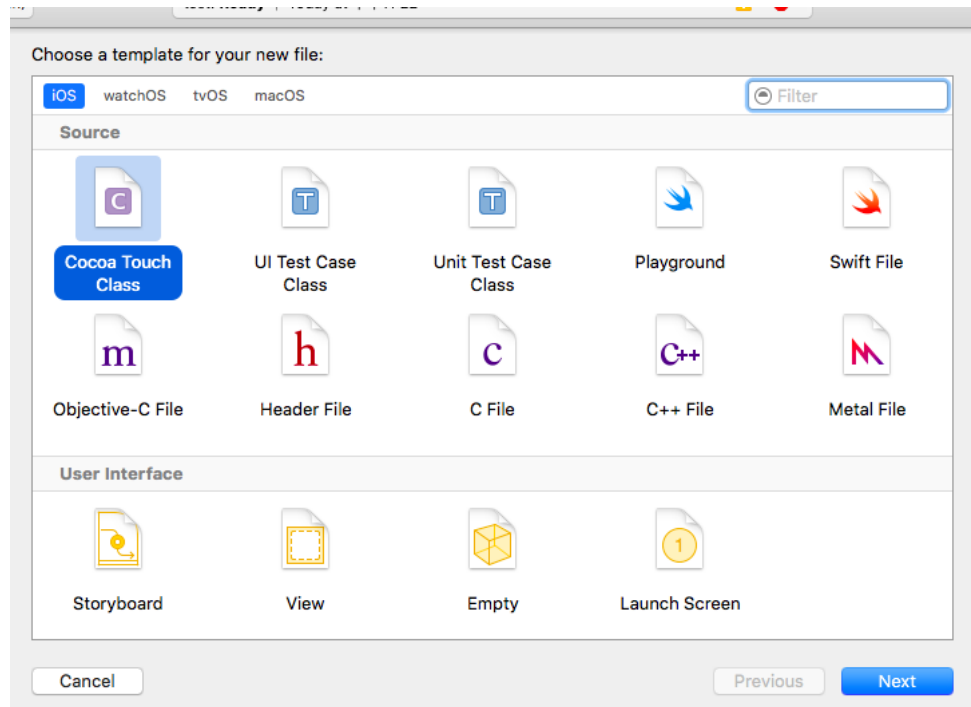 Choose a template for your new file:
iOS watchOS tvOS macOS
Filter
Source
C
T
T
Cocoa Touch
Class
UI Test Case
Class
Unit Test Case
Class
Playground
Swift File
m
h
c
C++
Objective-C File
Header File
C File
C++ File
Metal File
User Interface
1
Storyboard
View
Empty
Launch Screen
Cancel
Previous
Next